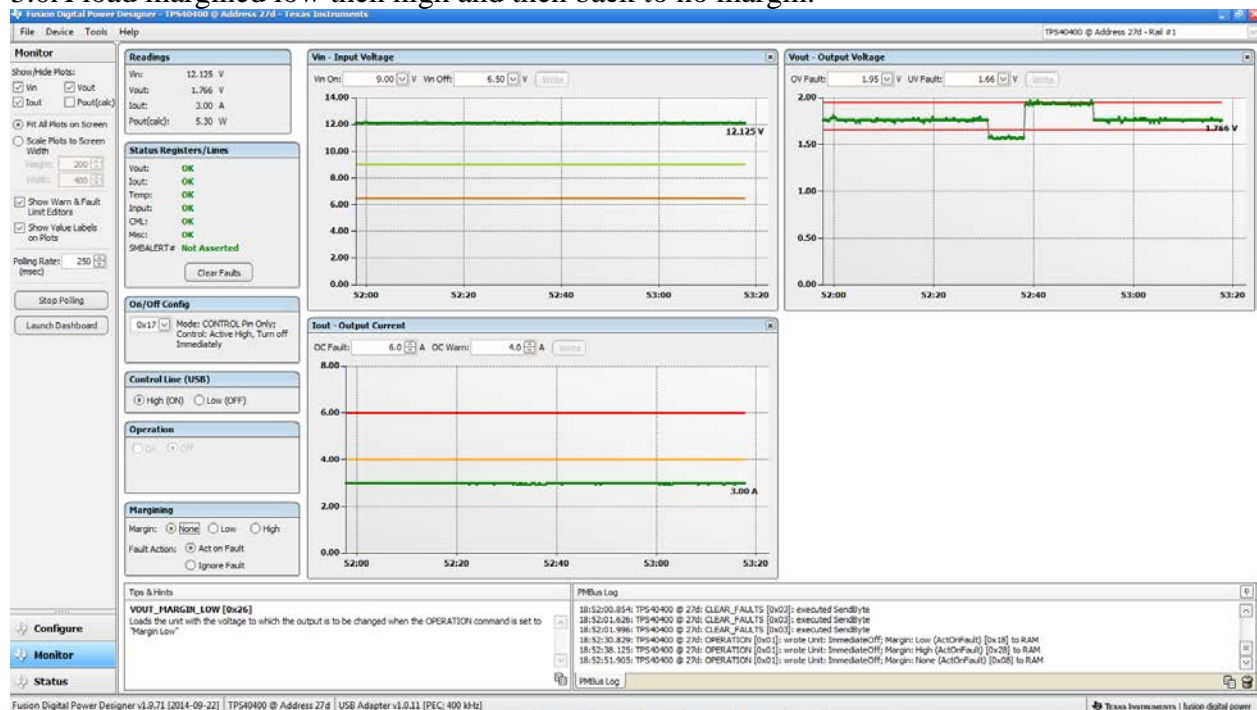 3.0A load margined low then high and then back to no margin.
Fusion Digital Power Designer - TPS40400 @ Address 27d - Texas Instruments
File Device Tools Help
TPS40400 @ Address 27d - Rail #1
Monitor
Show/Hide Plots:
Vin Vout
Iout Pout(calc)
Fit All Plots on Screen
Scale Plots to Screen
Width
Height: 200
Width: 400
Show Warn & Fault
Limit Editors
Show Value Labels
on Plots
Polling Rate: 250
(msec)
Stop Polling
Launch Dashboard
Readings
Vin: 12.125 V
Vout: 1.766 V
Iout: 3.00 A
Pout(calc): 5.30 W
Status Registers/Lines
Vout: OK
Iout: OK
Temp: OK
Input: OK
CML: OK
Misc: OK
SMBALERT# Not Asserted
Clear Faults
On/Off Config
0x17 Mode: CONTROL Pin Only;
Control: Active High, Turn off
Immediately
Control Line (USB)
High (ON) Low (OFF)
Operation
On Off
Margining
Margin: None Low High
Fault Action: Act on Fault
Ignore Fault
Vin - Input Voltage
Vin On: 9.00 V Vin Off: 6.50 V Write
14.00
12.00
12.125 V
10.00
8.00
6.00
4.00
2.00
0.00
52:00 52:20 52:40 53:00 53:20
Vout - Output Voltage
OV Fault: 1.95 V UV Fault: 1.66 V Write
2.00
1.766 V
1.50
1.00
0.50
0.00
52:00 52:20 52:40 53:00 53:20
Iout - Output Current
OC Fault: 6.0 A OC Warn: 4.0 A Write
8.00
6.00
4.00
3.00 A
2.00
0.00
52:00 52:20 52:40 53:00 53:20
Tips & Hints
VOUT_MARGIN_LOW [0x26]
Loads the unit with the voltage to which the output is to be changed when the OPERATION command is set to
"Margin Low"
PMBus Log
18:52:00.854: TPS40400 @ 27d: CLEAR_FAULTS [0x03]: executed SendByte
18:52:01.626: TPS40400 @ 27d: CLEAR_FAULTS [0x03]: executed SendByte
18:52:01.996: TPS40400 @ 27d: CLEAR_FAULTS [0x03]: executed SendByte
18:52:30.829: TPS40400 @ 27d: OPERATION [0x01]: wrote Unit: ImmediateOff; Margin: Low (ActOnFault) [0x18] to RAM
18:52:38.125: TPS40400 @ 27d: OPERATION [0x01]: wrote Unit: ImmediateOff; Margin: High (ActOnFault) [0x28] to RAM
18:52:51.905: TPS40400 @ 27d: OPERATION [0x01]: wrote Unit: ImmediateOff; Margin: None (ActOnFault) [0x08] to RAM
PMBus Log
Configure
Monitor
Status
Fusion Digital Power Designer v1.9.71 [2014-09-22] TPS40400 @ Address 27d USB Adapter v1.0.11 [PEC; 400 kHz]
TEXAS INSTRUMENTS | fusion digital power